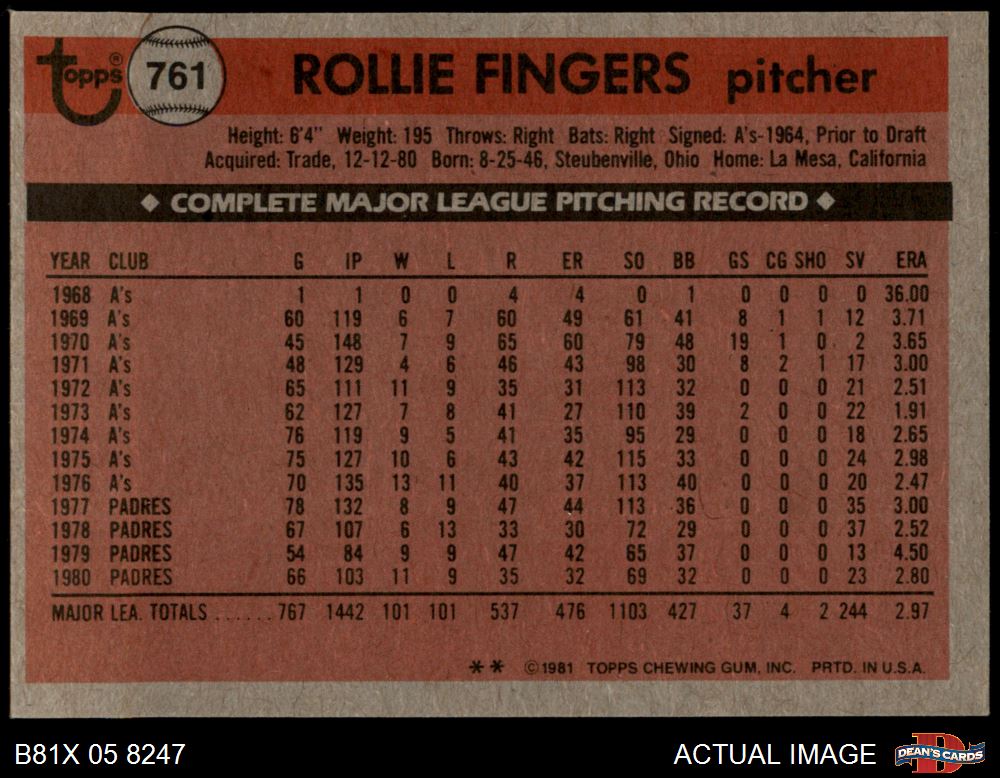 Topps® 761 ROLLIE FINGERS pitcher
Height: 6'4" Weight: 195 Throws: Right Bats: Right Signed: A's-1964, Prior to Draft
Acquired: Trade, 12-12-80 Born: 8-25-46, Steubenville, Ohio Home: La Mesa, California
◆ COMPLETE MAJOR LEAGUE PITCHING RECORD ◆
YEAR CLUB G IP W L R ER SO BB GS CG SHO SV ERA
1968 A's 1 1 0 0 4 4 0 1 0 0 0 0 36.00
1969 A's 60 119 6 7 60 49 61 41 8 1 1 12 3.71
1970 A's 45 148 7 9 65 60 79 48 19 1 0 2 3.65
1971 A's 48 129 4 6 46 43 98 30 8 2 1 17 3.00
1972 A's 65 111 11 9 35 31 113 32 0 0 0 21 2.51
1973 A's 62 127 7 8 41 27 110 39 2 0 0 22 1.91
1974 A's 76 119 9 5 41 35 95 29 0 0 0 18 2.65
1975 A's 75 127 10 6 43 42 115 33 0 0 0 24 2.98
1976 A's 70 135 13 11 40 37 113 40 0 0 0 20 2.47
1977 PADRES 78 132 8 9 47 44 113 36 0 0 0 35 3.00
1978 PADRES 67 107 6 13 33 30 72 29 0 0 0 37 2.52
1979 PADRES 54 84 9 9 47 42 65 37 0 0 0 13 4.50
1980 PADRES 66 103 11 9 35 32 69 32 0 0 0 23 2.80
MAJOR LEA. TOTALS ...... 767 1442 101 101 537 476 1103 427 37 4 2 244 2.97
** ©1981 TOPPS CHEWING GUM, INC. PRTD. IN U.S.A.
B81X 05 8247 ACTUAL IMAGE DEAN'S CARDS